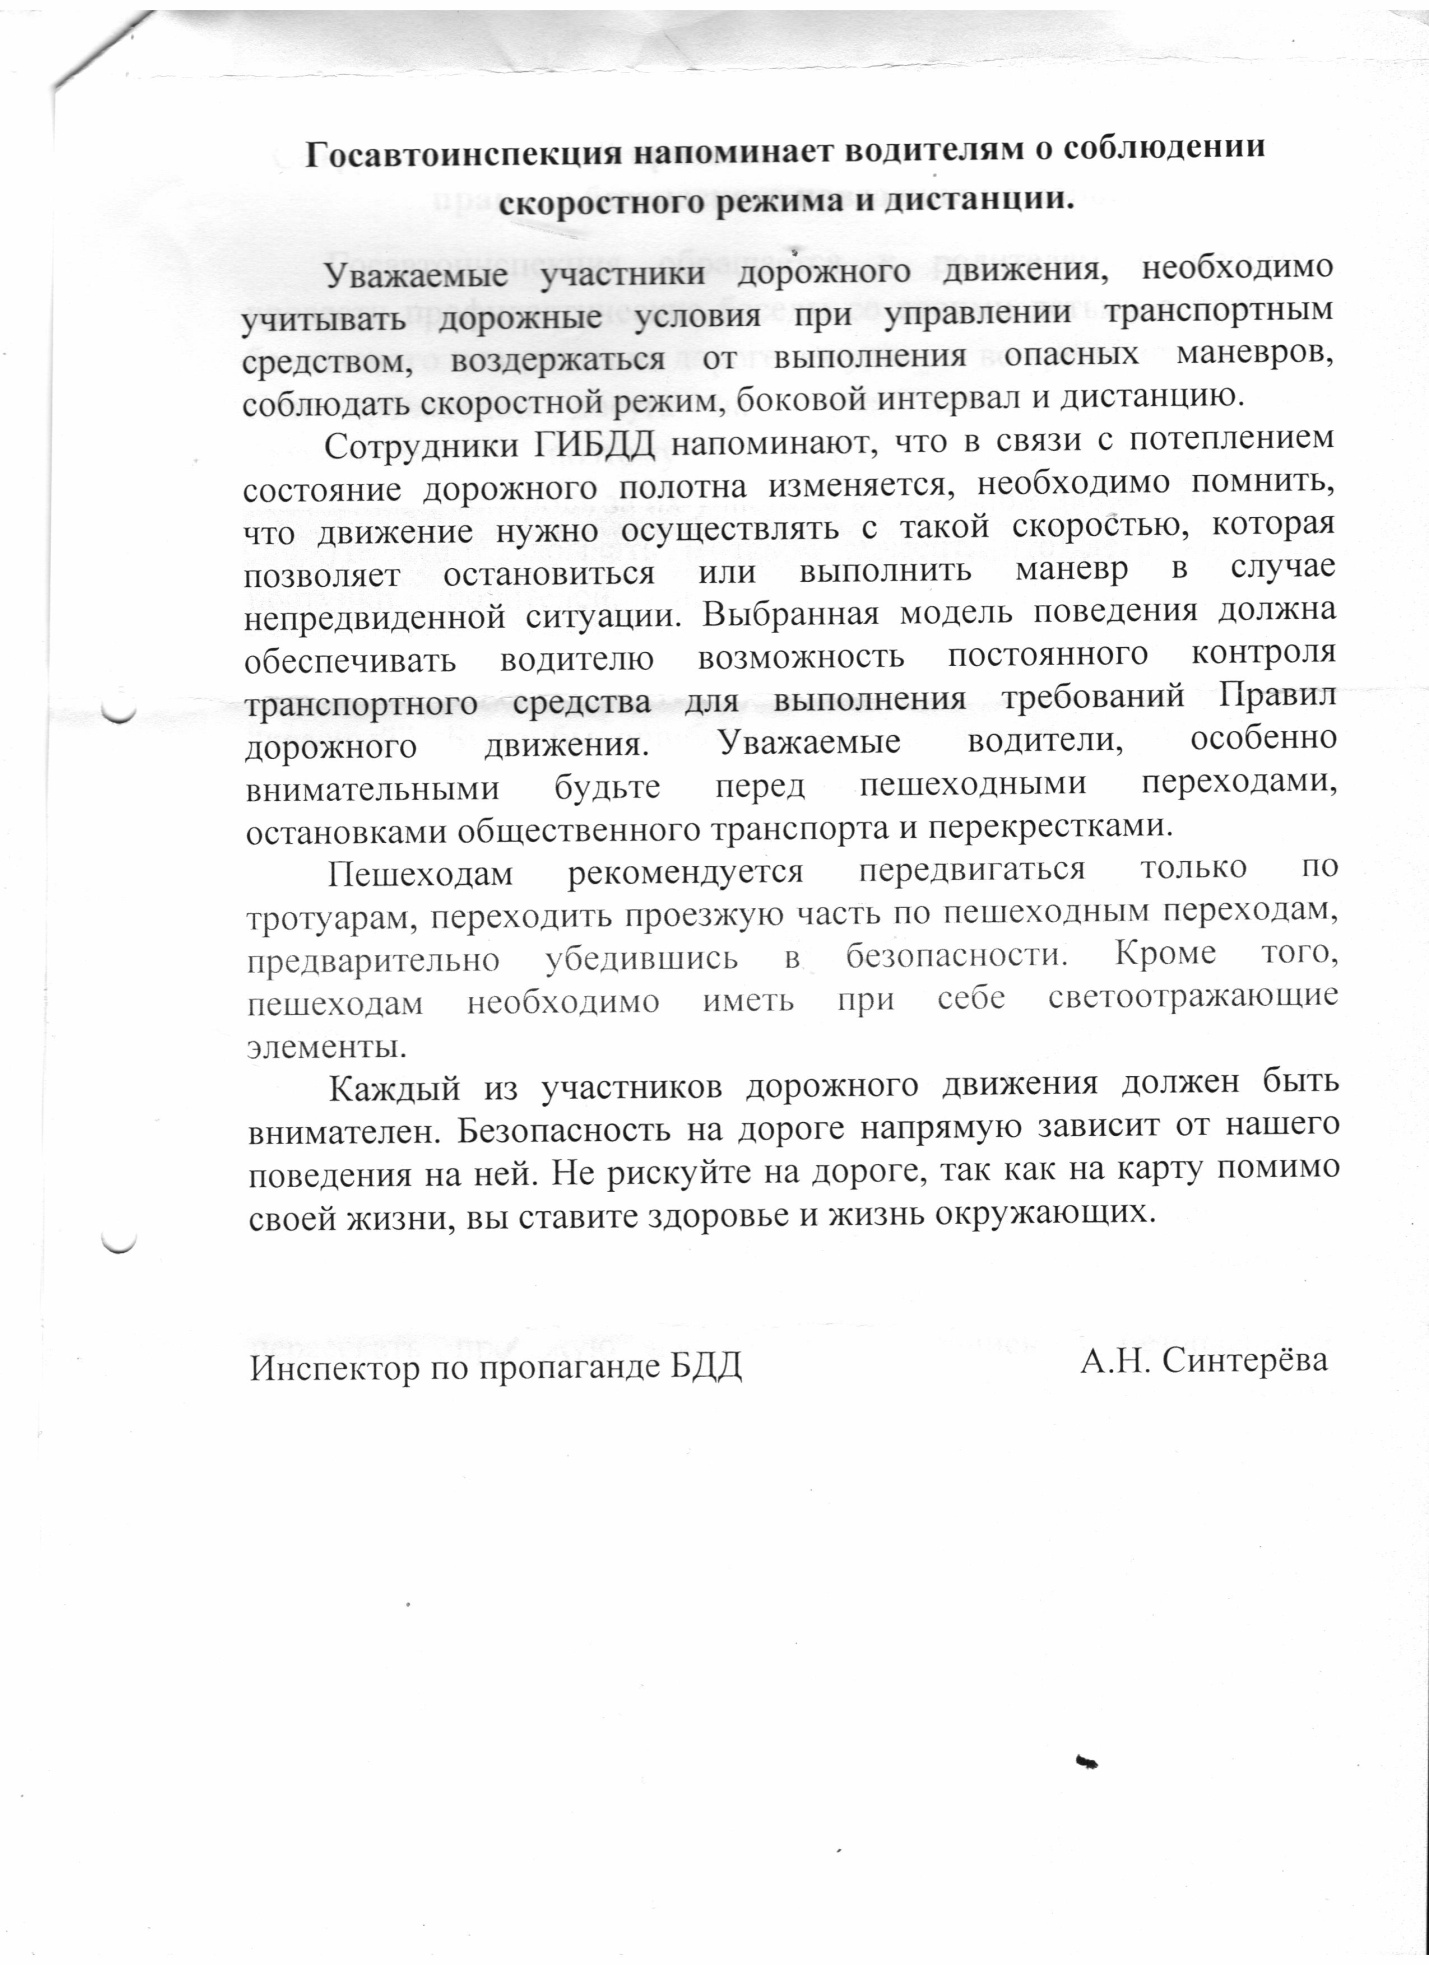 Госавтоинспекция напоминает водителям о соблюдении
скоростного режима и дистанции.
Уважаемые участники дорожного движения, необходимо
учитывать дорожные условия при управлении транспортным
средством, воздержаться от выполнения опасных маневров,
соблюдать скоростной режим, боковой интервал и дистанцию.
Сотрудники ГИБДД напоминают, что в связи с потеплением
состояние дорожного полотна изменяется, необходимо помнить,
что движение нужно осуществлять с такой скоростью, которая
позволяет остановиться или выполнить маневр в случае
непредвиденной ситуации. Выбранная модель поведения должна
обеспечивать водителю возможность постоянного контроля
транспортного средства для выполнения требований Правил
дорожного движения. Уважаемые водители, особенно
внимательными будьте перед пешеходными переходами,
остановками общественного транспорта и перекрестками.
Пешеходам рекомендуется передвигаться только по
тротуарам, переходить проезжую часть по пешеходным переходам,
предварительно убедившись в безопасности. Кроме того,
пешеходам необходимо иметь при себе светоотражающие
элементы.
Каждый из участников дорожного движения должен быть
внимателен. Безопасность на дороге напрямую зависит от нашего
поведения на ней. Не рискуйте на дороге, так как на карту помимо
своей жизни, вы ставите здоровье и жизнь окружающих.
Инспектор по пропаганде БДД А.Н. Синтерёва